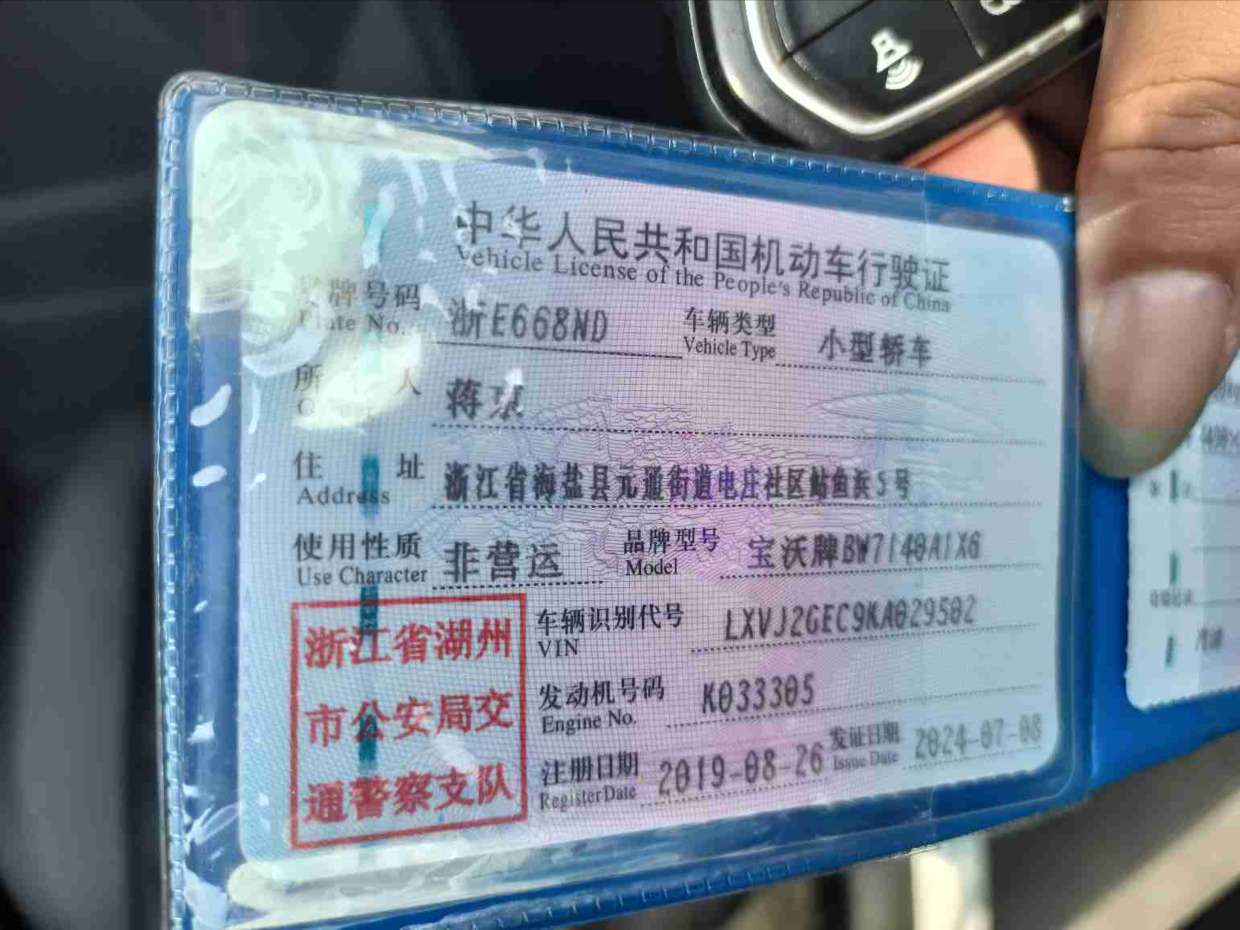 中华人民共和国机动车行驶证
Vehicle License of the People's Republic of China
号牌号码 浙E668ND 车辆类型 小型轿车
Plate No. Vehicle Type
所 人 蒋
住 址 浙江省海盐县元通街道电庄社区鲇鱼浜5号
Address
使用性质 非营运 品牌型号 宝沃牌BW7140A1X6
Use Character Model
浙江省湖州
市公安局交
通警察支队
车辆识别代号 LXVJ2GEC9KA029502
VIN
发动机号码 K033305
Engine No.
注册日期 2019-08-26 发证日期 2024-07-08
Register Date Issue Date